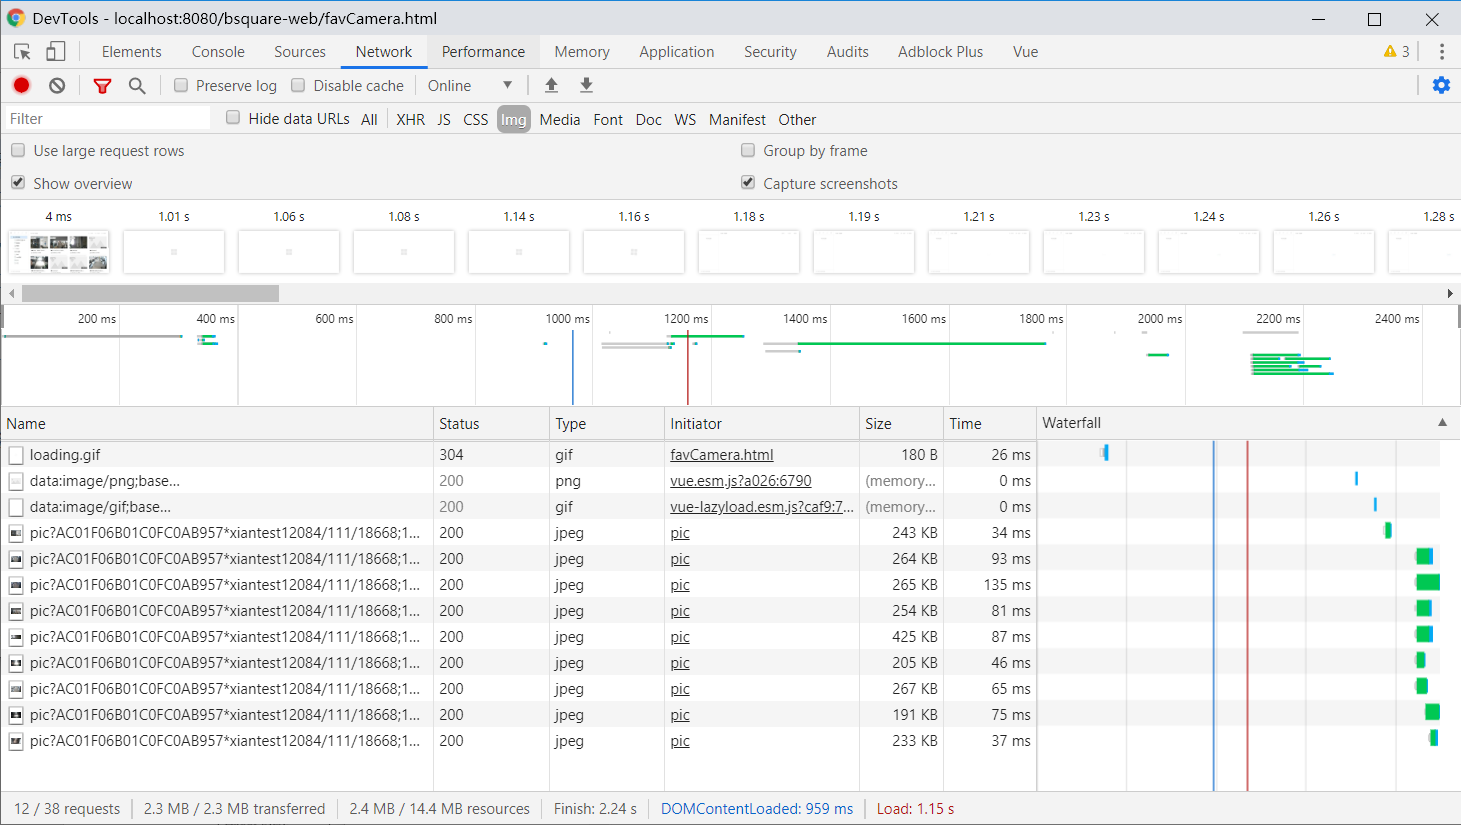 DevTools - localhost:8080/bsquare-web/favCamera.html
Elements Console Sources Network Performance Memory Application Security Audits Adblock Plus Vue 3
Preserve log Disable cache Online
Filter Hide data URLs All XHR JS CSS Img Media Font Doc WS Manifest Other
Use large request rows Group by frame
Show overview Capture screenshots
4 ms 1.01 s 1.06 s 1.08 s 1.14 s 1.16 s 1.18 s 1.19 s 1.21 s 1.23 s 1.24 s 1.26 s 1.28 s
200 ms 400 ms 600 ms 800 ms 1000 ms 1200 ms 1400 ms 1600 ms 1800 ms 2000 ms 2200 ms 2400 ms
Name Status Type Initiator Size Time Waterfall
loading.gif 304 gif favCamera.html 180 B 26 ms
data:image/png;base... 200 png vue.esm.js?a026:6790 (memory... 0 ms
data:image/gif;base... 200 gif vue-lazyload.esm.js?caf9:7... (memory... 0 ms
pic?AC01F06B01C0FC0AB957*xiantest12084/111/18668;1... 200 jpeg pic 243 KB 34 ms
pic?AC01F06B01C0FC0AB957*xiantest12084/111/18668;1... 200 jpeg pic 264 KB 93 ms
pic?AC01F06B01C0FC0AB957*xiantest12084/111/18668;1... 200 jpeg pic 265 KB 135 ms
pic?AC01F06B01C0FC0AB957*xiantest12084/111/18668;1... 200 jpeg pic 254 KB 81 ms
pic?AC01F06B01C0FC0AB957*xiantest12084/111/18668;1... 200 jpeg pic 425 KB 87 ms
pic?AC01F06B01C0FC0AB957*xiantest12084/111/18668;1... 200 jpeg pic 205 KB 46 ms
pic?AC01F06B01C0FC0AB957*xiantest12084/111/18668;1... 200 jpeg pic 267 KB 65 ms
pic?AC01F06B01C0FC0AB957*xiantest12084/111/18668;1... 200 jpeg pic 191 KB 75 ms
pic?AC01F06B01C0FC0AB957*xiantest12084/111/18668;1... 200 jpeg pic 233 KB 37 ms
12 / 38 requests 2.3 MB / 2.3 MB transferred 2.4 MB / 14.4 MB resources Finish: 2.24 s DOMContentLoaded: 959 ms Load: 1.15 s